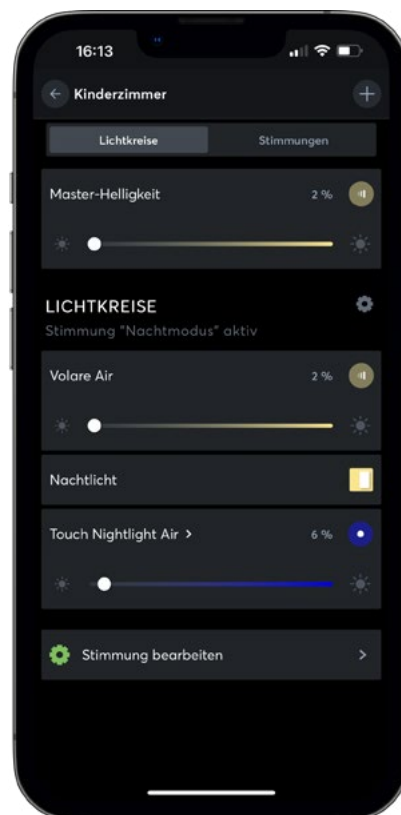 16:13
Kinderzimmer
Lichtkreise Stimmungen
Master-Helligkeit 2 %
LICHTKREISE
Stimmung "Nachtmodus" aktiv
Volare Air 2 %
Nachtlicht
Touch Nightlight Air > 6 %
Stimmung bearbeiten >